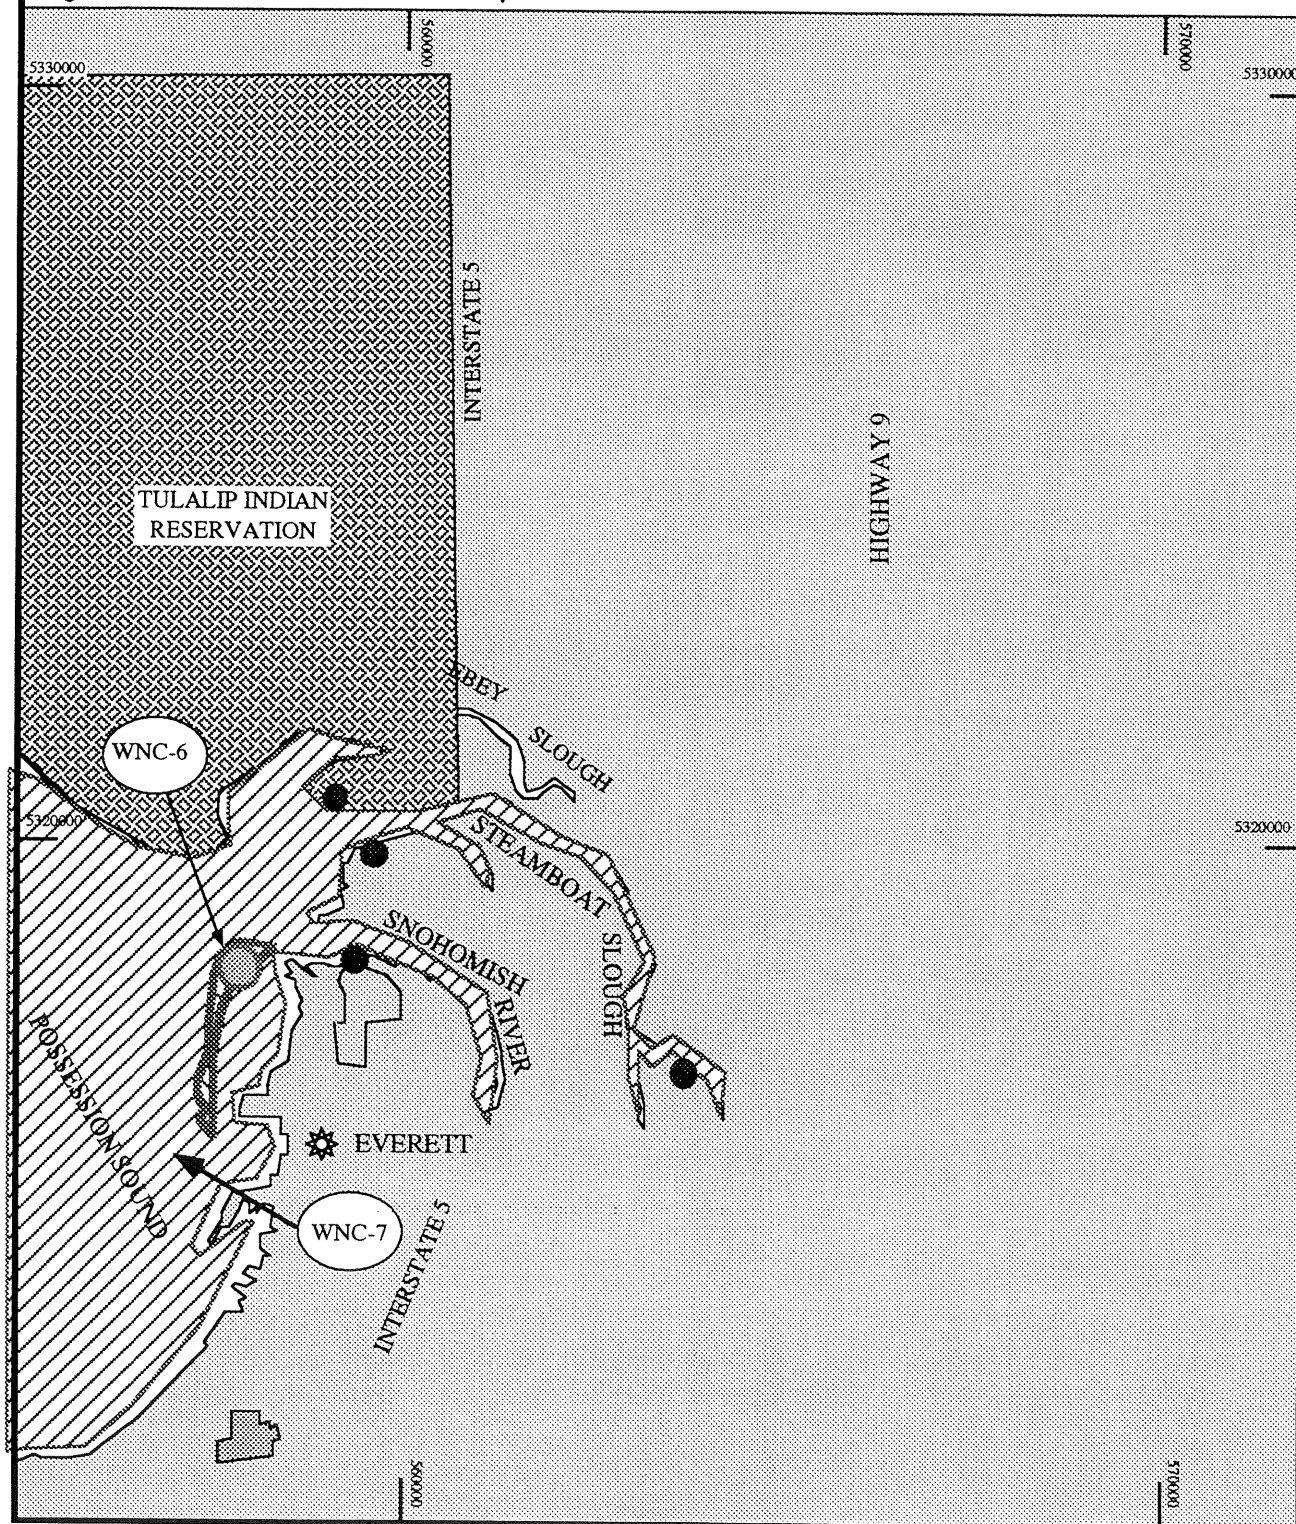 560000
570000
5330000
5330000
INTERSTATE 5
HIGHWAY 9
TULALIP INDIAN
RESERVATION
EBEY
SLOUGH
WNC-6
5320000
5320000
STEAMBOAT
SLOUGH
SNOHOMISH
RIVER
POSSESSION SOUND
EVERETT
WNC-7
INTERSTATE 5
560000
570000